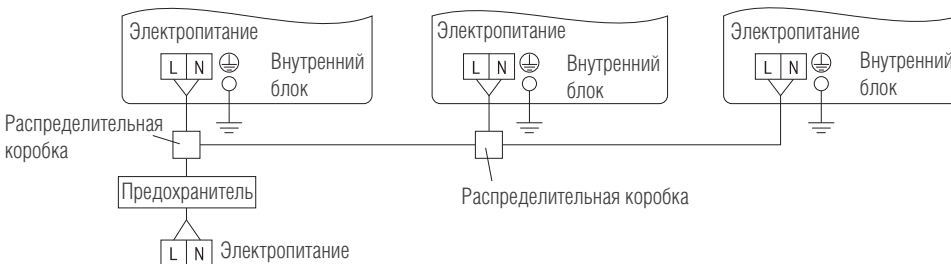 Электропитание
L N
Внутренний
блок
Электропитание
L N
Внутренний
блок
Электропитание
L N
Внутренний
блок
Распределительная
коробка
Распределительная коробка
Предохранитель
L N
Электропитание